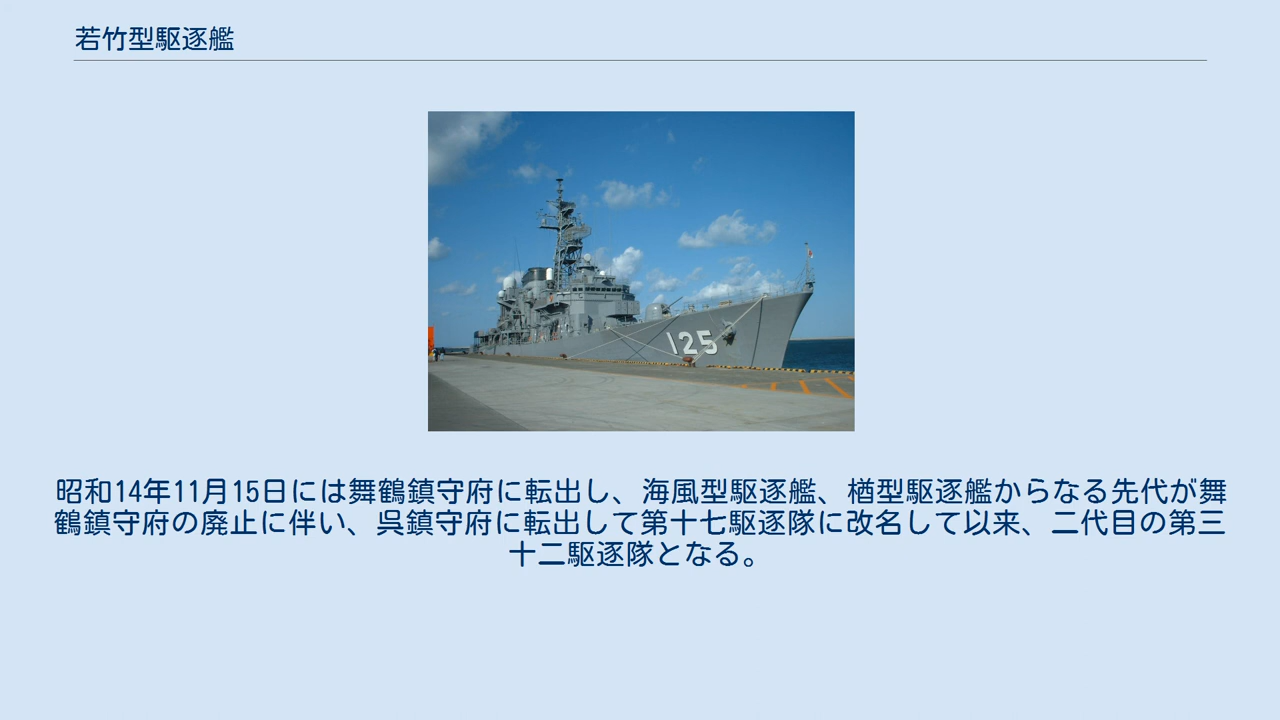 若竹型駆逐艦
125
昭和14年11月15日には舞鶴鎮守府に転出し、海風型駆逐艦、楢型駆逐艦からなる先代が舞
鶴鎮守府の廃止に伴い、呉鎮守府に転出して第十七駆逐隊に改名して以来、二代目の第三
十二駆逐隊となる。